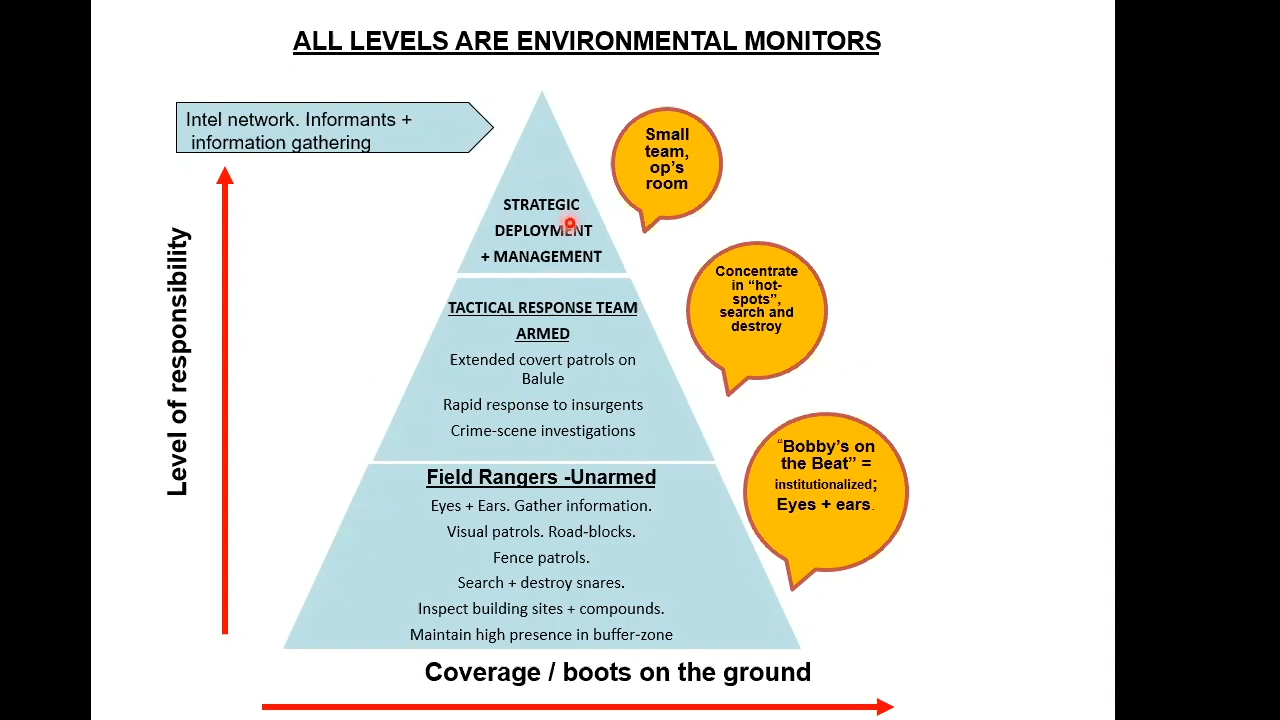 ALL LEVELS ARE ENVIRONMENTAL MONITORS
Intel network. Informants +
information gathering
Small
team,
op's
room
STRATEGIC
DEPLOYMENT
+ MANAGEMENT
Concentrate
in “hot-
spots”,
search and
destroy
TACTICAL RESPONSE TEAM
ARMED
Extended covert patrols on
Balule
Rapid response to insurgents
Crime-scene investigations
Level of responsibility
“Bobby's on
the Beat” =
institutionalized;
Eyes + ears.
Field Rangers -Unarmed
Eyes + Ears. Gather information.
Visual patrols. Road-blocks.
Fence patrols.
Search + destroy snares.
Inspect building sites + compounds.
Maintain high presence in buffer-zone
Coverage / boots on the ground